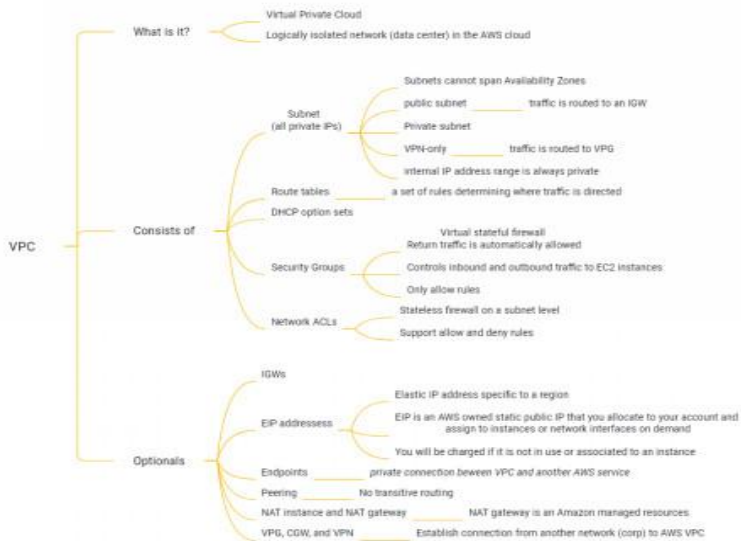 VPC
What is it?
Virtual Private Cloud
Logically isolated network (data center) in the AWS cloud
Consists of
Subnet
(all private IPs)
Subnets cannot span Availability Zones
public subnet traffic is routed to an IGW
Private subnet
VPN-only traffic is routed to VPG
internal IP address range is always private
Route tables a set of rules determining where traffic is directed
DHCP option sets
Security Groups
Virtual stateful firewall
Return traffic is automatically allowed
Controls inbound and outbound traffic to EC2 instances
Only allow rules
Network ACLs
Stateless firewall on a subnet level
Support allow and deny rules
Optionals
IGWs
EIP addressess
Elastic IP address specific to a region
EIP is an AWS owned static public IP that you allocate to your account and
assign to instances or network interfaces on demand
You will be charged if it is not in use or associated to an instance
Endpoints private connection beween VPC and another AWS service
Peering No transitive routing
NAT instance and NAT gateway NAT gateway is an Amazon managed resources
VPG, CGW, and VPN Establish connection from another network (corp) to AWS VPC